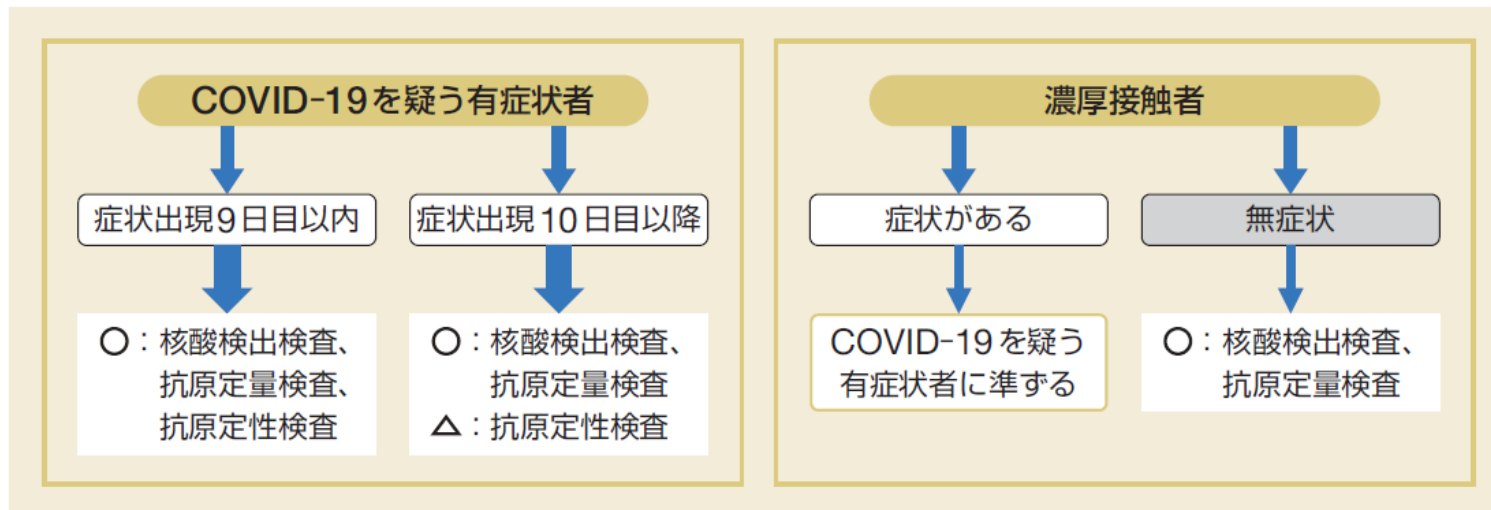 COVID-19を疑う有症状者
症状出現9日目以内
○：核酸検出検査、
抗原定量検査、
抗原定性検査
症状出現10日目以降
○：核酸検出検査、
抗原定量検査
△：抗原定性検査
濃厚接触者
症状がある
COVID-19を疑う
有症状者に準ずる
無症状
○：核酸検出検査、
抗原定量検査